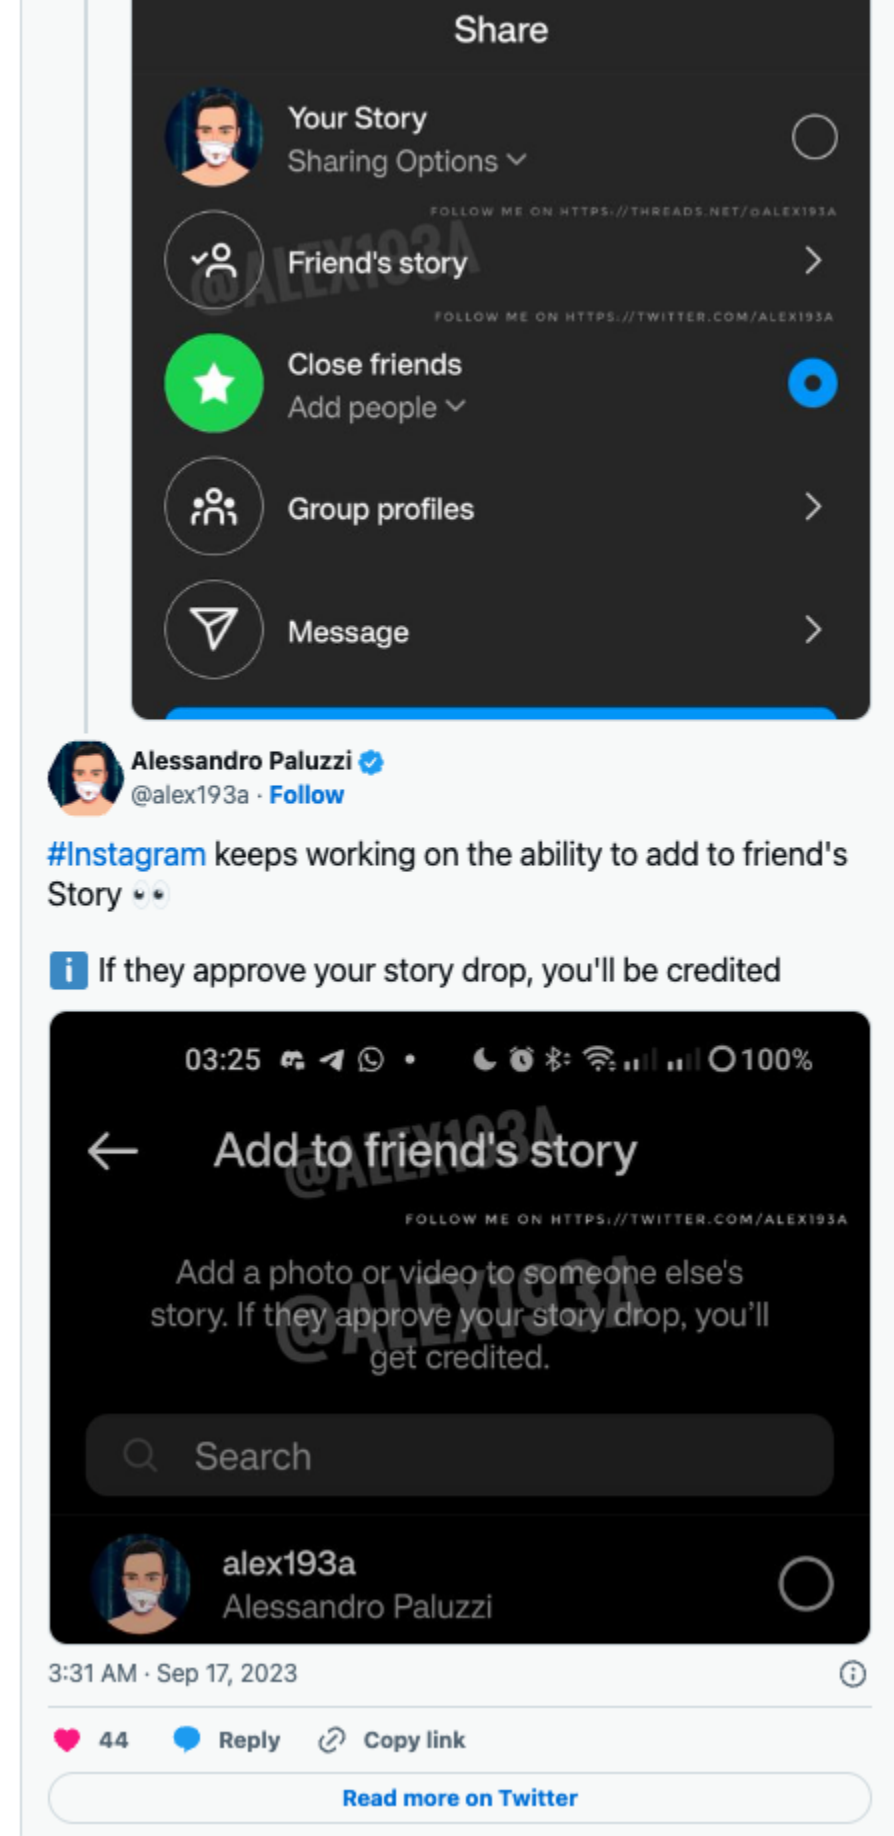 Share
Your Story
Sharing Options
FOLLOW ME ON HTTPS://THREADS.NET/@ALEX193A
@ALEX193A
Friend's story
FOLLOW ME ON HTTPS://TWITTER.COM/ALEX193A
Close friends
Add people
Group profiles
Message
Alessandro Paluzzi
@alex193a · Follow
#Instagram keeps working on the ability to add to friend's
Story 👀
ℹ️ If they approve your story drop, you'll be credited
03:25 100%
Add to friend's story
@ALEX193A
FOLLOW ME ON HTTPS://TWITTER.COM/ALEX193A
Add a photo or video to someone else's
story. If they approve your story drop, you'll
get credited.
@ALEX193A
Search
alex193a
Alessandro Paluzzi
3:31 AM · Sep 17, 2023
44 Reply Copy link
Read more on Twitter